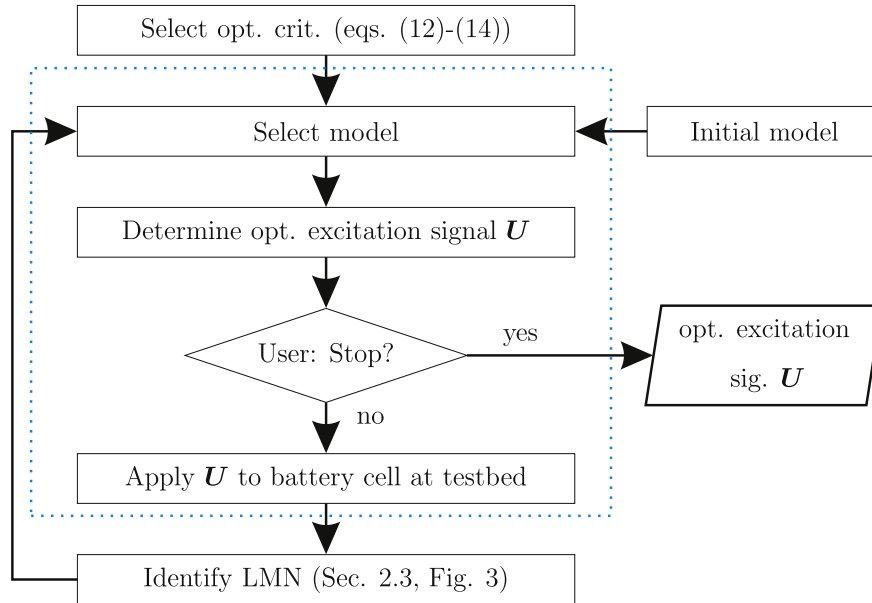 Select opt. crit. (eqs. (12)-(14))
Select model
Initial model
Determine opt. excitation signal U
User: Stop?
yes
opt. excitation
sig. U
no
Apply U to battery cell at testbed
Identify LMN (Sec. 2.3, Fig. 3)